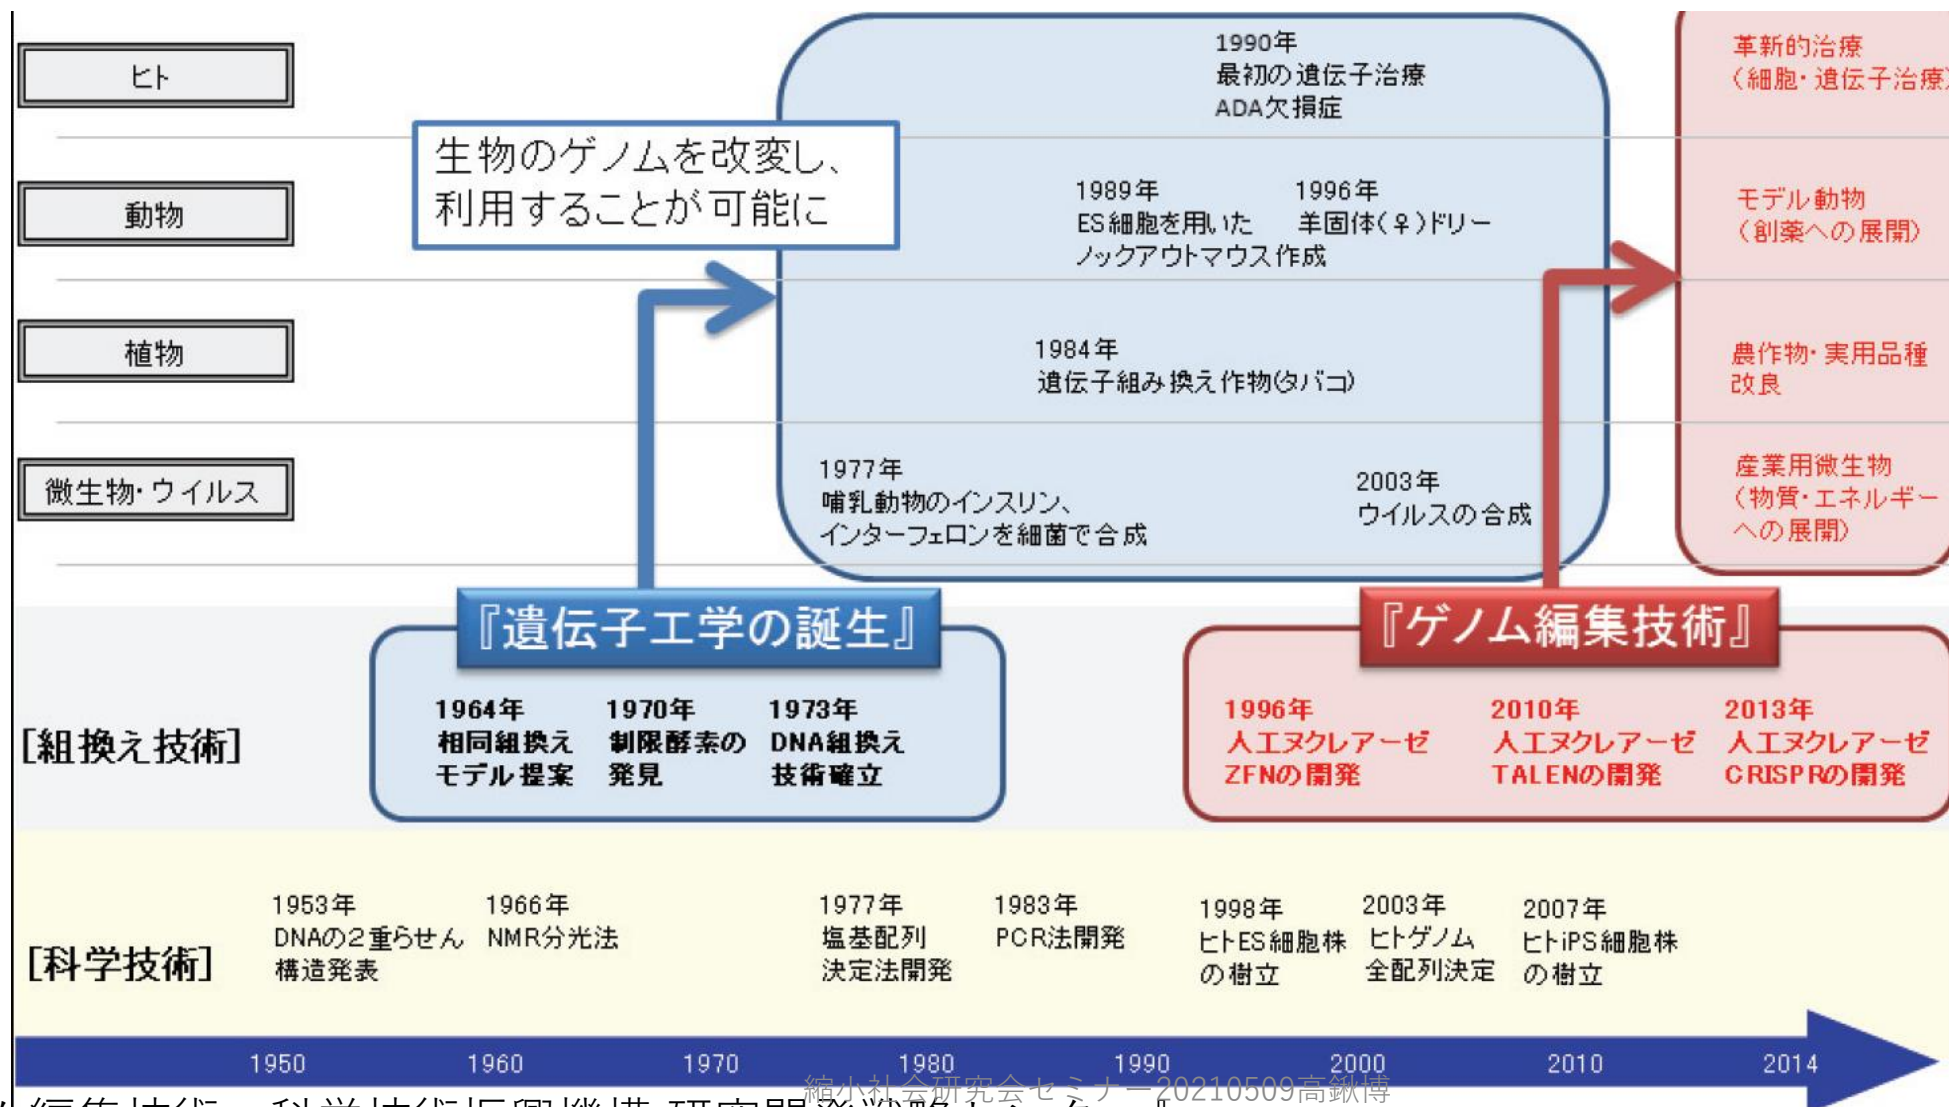 ヒト
1990年
最初の遺伝子治療
ADA欠損症
革新的治療
(細胞・遺伝子治療)
生物のゲノムを改変し、
利用することが可能に
動物
1989年
ES細胞を用いた
ノックアウトマウス作成
1996年
羊固体(♀)ドリー
モデル動物
(創薬への展開)
植物
1984年
遺伝子組み換え作物(タバコ)
農作物・実用品種
改良
微生物・ウイルス
1977年
哺乳動物のインスリン、
インターフェロンを細菌で合成
2003年
ウイルスの合成
産業用微生物
(物質・エネルギー
への展開)
『遺伝子工学の誕生』
『ゲノム編集技術』
[組換え技術]
1964年
相同組換え
モデル提案
1970年
制限酵素の
発見
1973年
DNA組換え
技術確立
1996年
人工ヌクレアーゼ
ZFNの開発
2010年
人工ヌクレアーゼ
TALENの開発
2013年
人工ヌクレアーゼ
CRISPRの開発
[科学技術]
1953年
DNAの2重らせん
構造発表
1966年
NMR分光法
1977年
塩基配列
決定法開発
1983年
PCR法開発
1998年
ヒトES細胞株
の樹立
2003年
ヒトゲノム
全配列決定
2007年
ヒトiPS細胞株
の樹立
1950 1960 1970 1980 1990 2000 2010 2014
縮小社会研究会セミナー20210509高鍬博
編集技術 科学技術振興機構 研究開発戦略センター